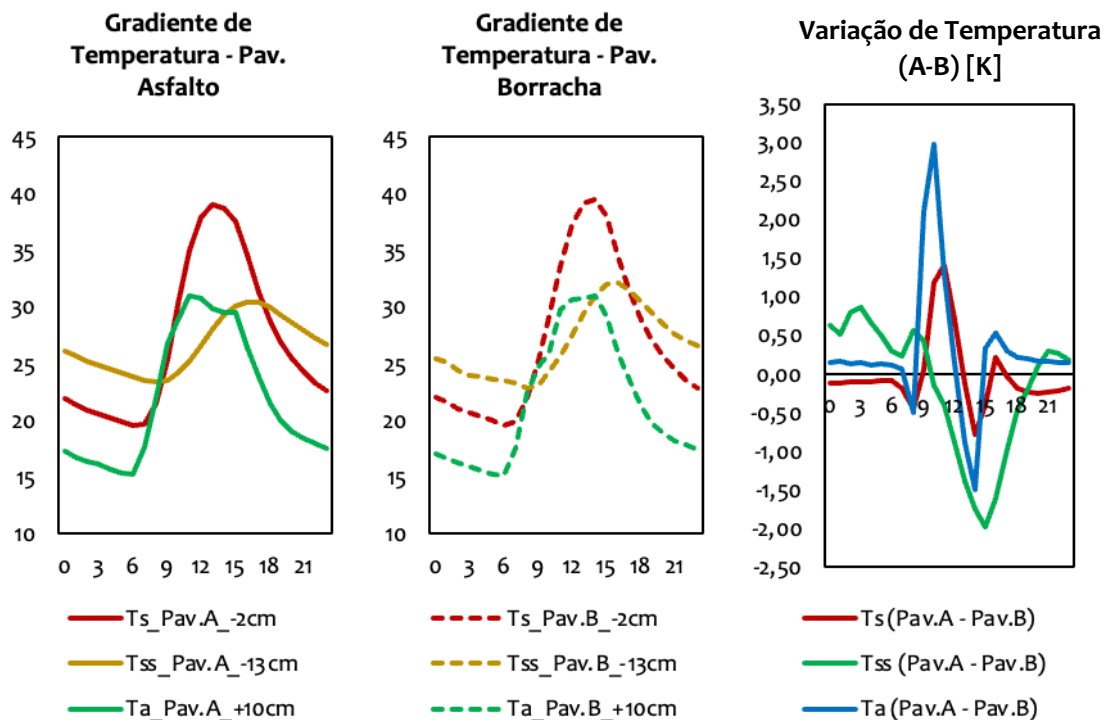 Gradiente de
Temperatura - Pav.
Asfalto
45
40
35
30
25
20
15
10
0 3 6 9 12 15 18 21
Ts_Pav.A_-2cm
Tss_Pav.A_-13cm
Ta_Pav.A_+10cm
Gradiente de
Temperatura - Pav.
Borracha
45
40
35
30
25
20
15
10
0 3 6 9 12 15 18 21
Ts_Pav.B_-2cm
Tss_Pav.B_-13cm
Ta_Pav.B_+10cm
Variação de Temperatura
(A-B) [K]
3,50
3,00
2,50
2,00
1,50
1,00
0,50
0,00
-0,50
-1,00
-1,50
-2,00
-2,50
0 3 6 9 12 15 18 21
Ts (Pav.A - Pav.B)
Tss (Pav.A - Pav.B)
Ta (Pav.A - Pav.B)